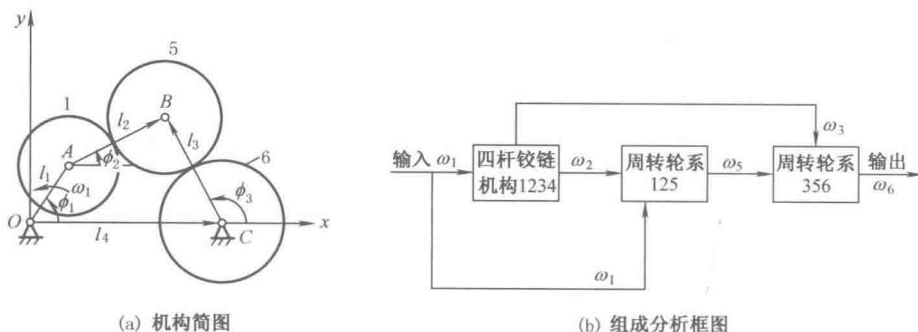 y
5
1
B
l₂
l₃
A
ϕ₂
6
l₁
ω₁
ϕ₁
ϕ₃
O
l₄
C
x
(a) 机构简图
ω₃
输入 ω₁
四杆铰链
机构1234
ω₂
周转轮系
125
ω₅
周转轮系
356
输出
ω₆
ω₁
(b) 组成分析框图